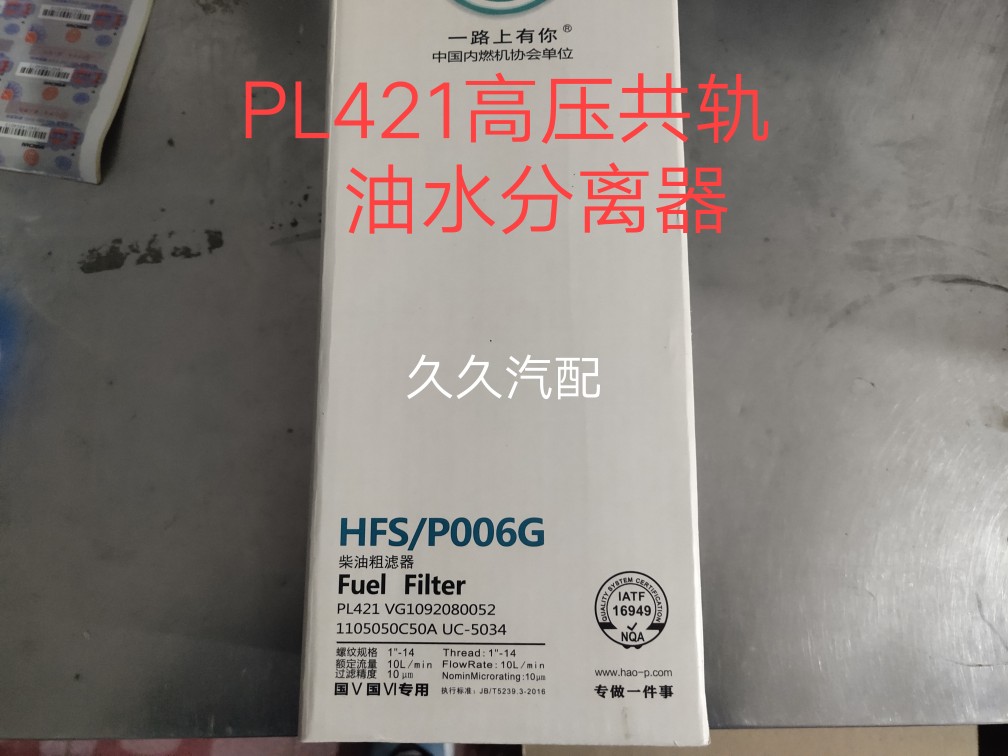 一路上有你®
中国内燃机协会单位
PL421高压共轨
油水分离器
久久汽配
HFS/P006G
柴油粗滤器
Fuel Filter
PL421 VG1092080052
1105050C50A UC-5034
螺纹规格 1"-14 Thread: 1"-14
额定流量 10L/min FlowRate: 10L/min
过滤精度 10μm NominMicrorating: 10μm
国Ⅴ国Ⅵ专用 执行标准: JB/T5239.3-2016
QUALITY SYSTEM CERTIFICATION
IATF
16949
NQA
www.hao-p.com
专做一件事